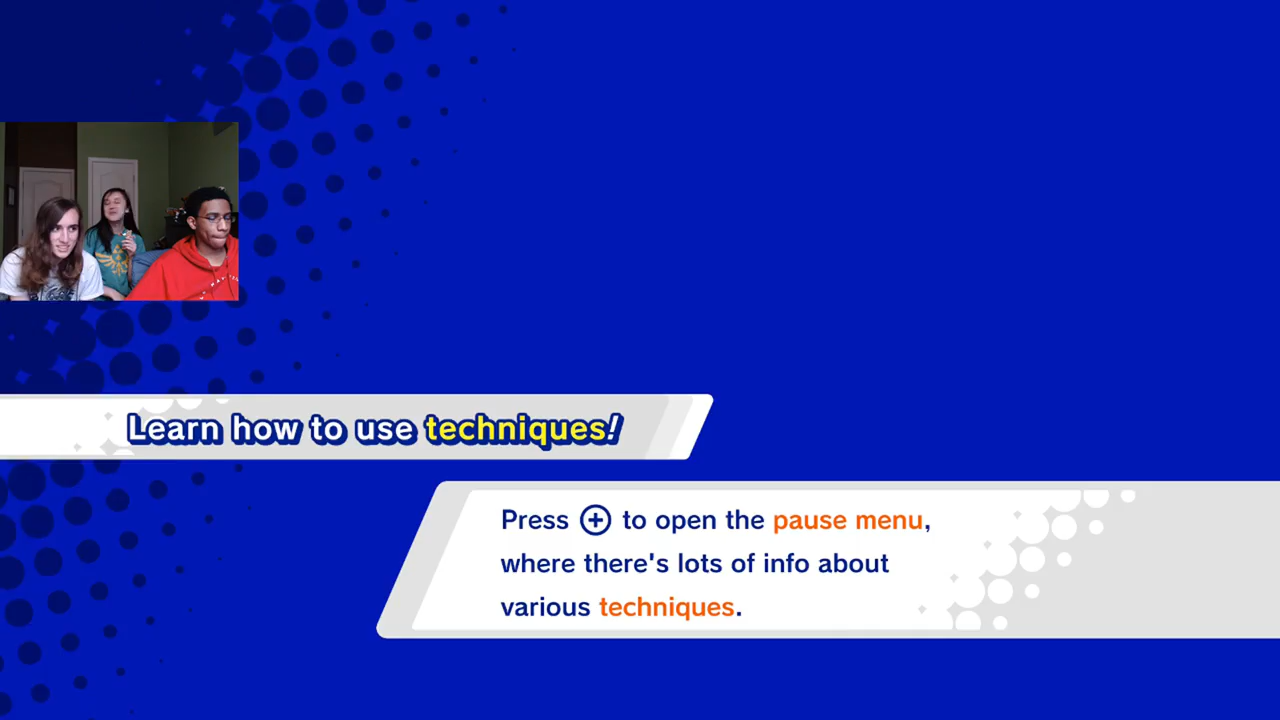 Learn how to use techniques!
Press ⊕ to open the pause menu,
where there's lots of info about
various techniques.